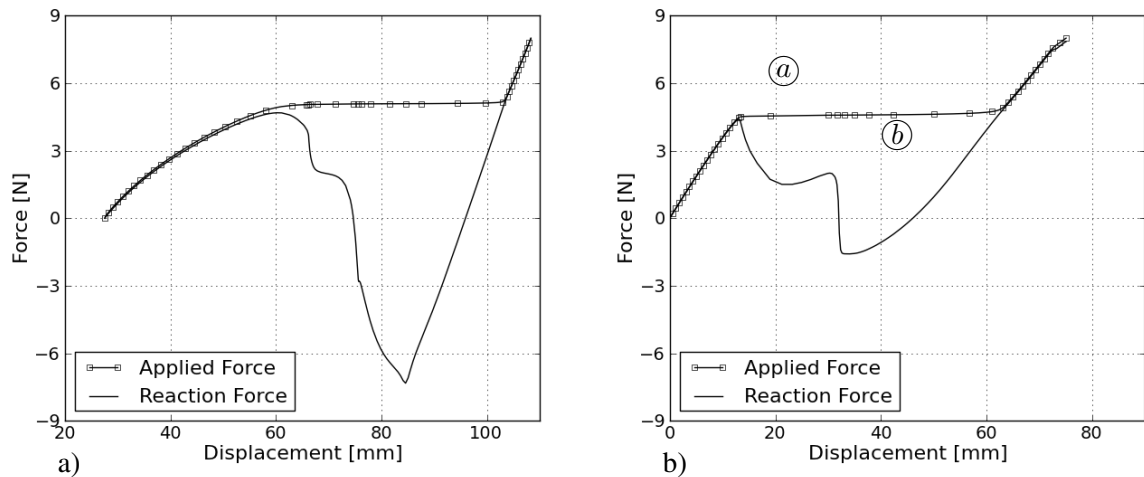 9
6
3
0
−3
−6
−9
Force [N]
Applied Force
Reaction Force
20 40 60 80 100
Displacement [mm]
a)
9
6
3
0
−3
−6
−9
Force [N]
a
b
Applied Force
Reaction Force
0 20 40 60 80
Displacement [mm]
b)